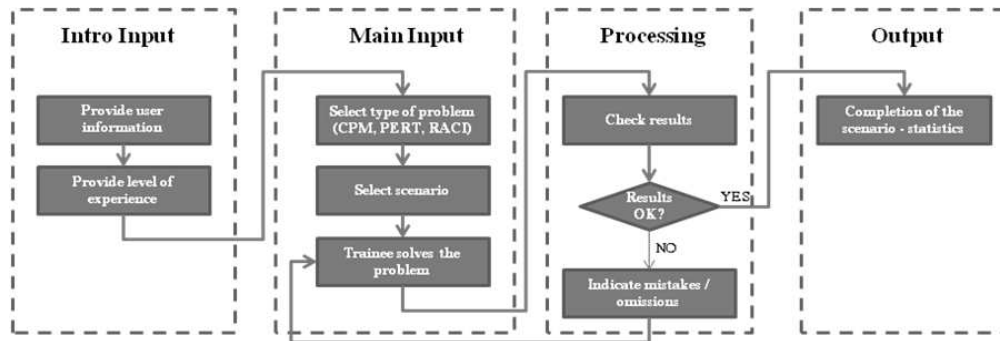 Intro Input
Provide user
information
Provide level of
experience
Main Input
Select type of problem
(CPM, PERT, RACI)
Select scenario
Trainee solves the
problem
Processing
Check results
Results
OK?
YES
NO
Indicate mistakes /
omissions
Output
Completion of the
scenario - statistics